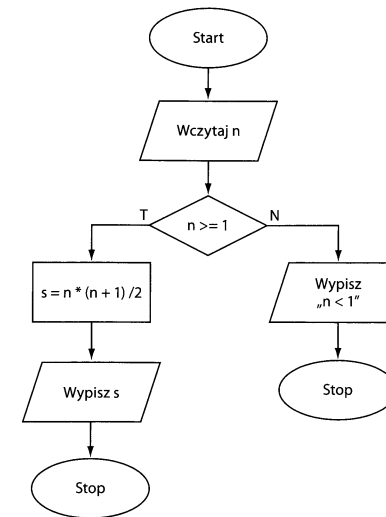 Start
Wczytaj n
T
n >= 1
N
s = n * (n + 1) /2
Wypisz
„n < 1”
Wypisz s
Stop
Stop